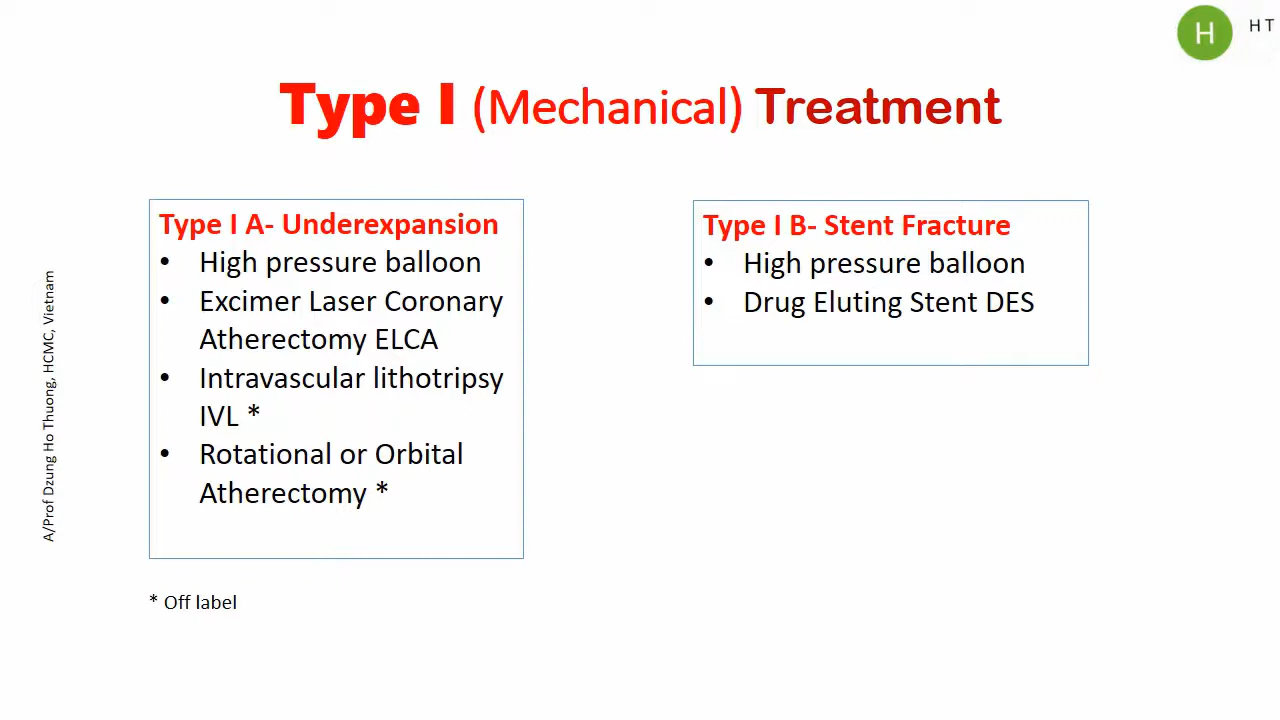 H
H T
Type I (Mechanical) Treatment
Type I A- Underexpansion
• High pressure balloon
• Excimer Laser Coronary
Atherectomy ELCA
• Intravascular lithotripsy
IVL *
• Rotational or Orbital
Atherectomy *
Type I B- Stent Fracture
• High pressure balloon
• Drug Eluting Stent DES
* Off label
A/Prof Dzung Ho Thuong, HCMC, Vietnam